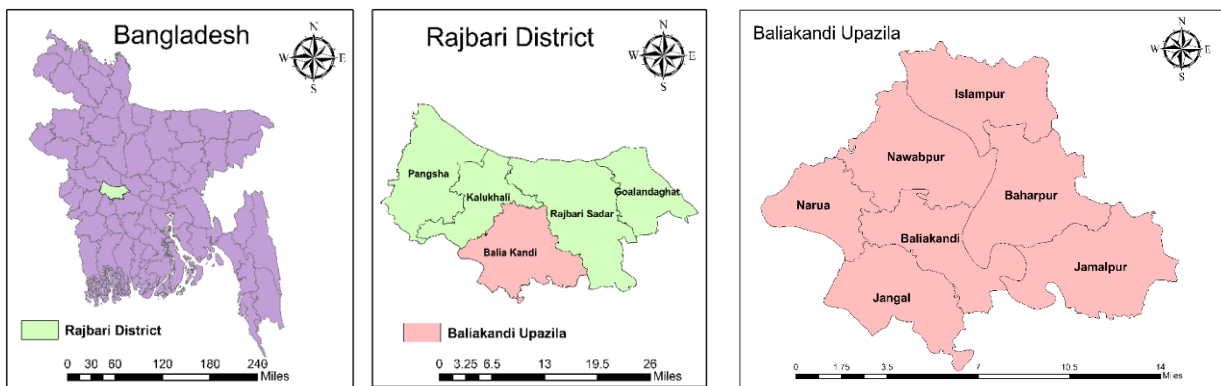 Bangladesh
N
W E
S
Rajbari District
0 30 60 120 180 240
Miles
Rajbari District
N
W E
S
Pangsha
Kalukhali
Goalandaghat
Rajbari Sadar
Balia Kandi
Baliakandi Upazila
0 3.25 6.5 13 19.5 26
Miles
Baliakandi Upazila
N
W E
S
Islampur
Nawabpur
Baharpur
Narua
Baliakandi
Jamalpur
Jangal
0 1.75 3.5 7 10.5 14
Miles